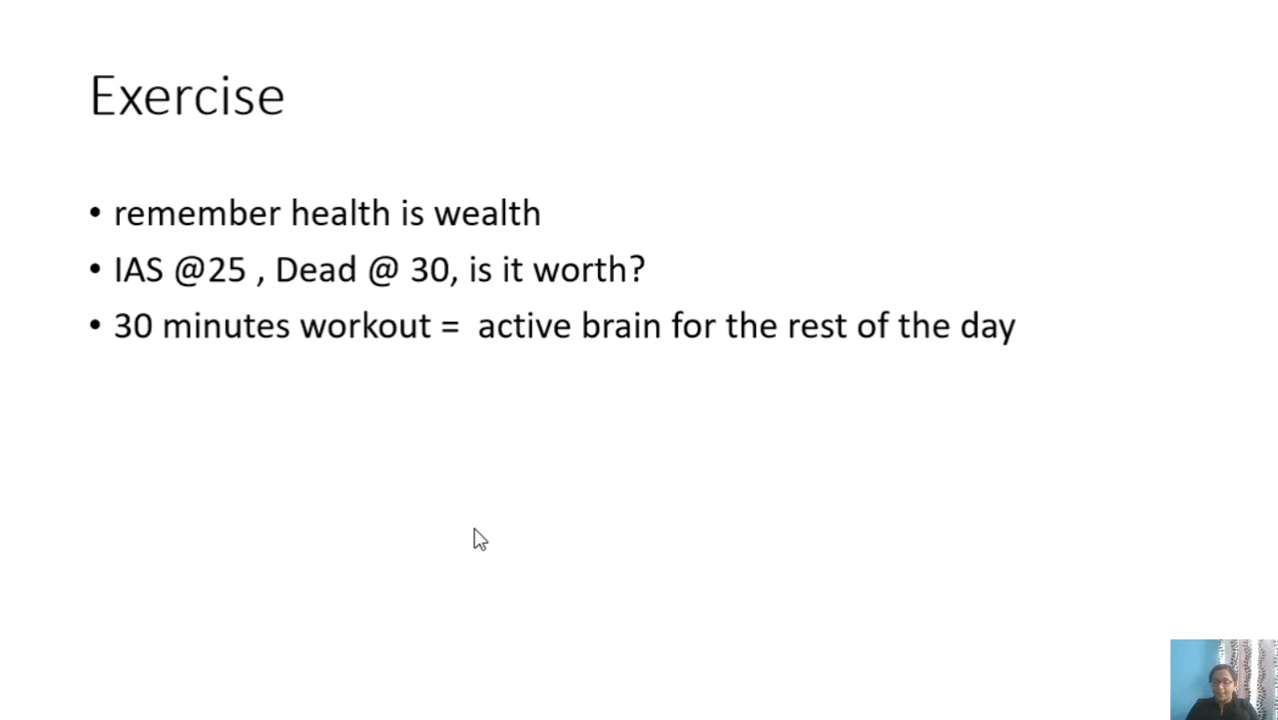 Exercise
• remember health is wealth
• IAS @25 , Dead @ 30, is it worth?
• 30 minutes workout =  active brain for the rest of the day